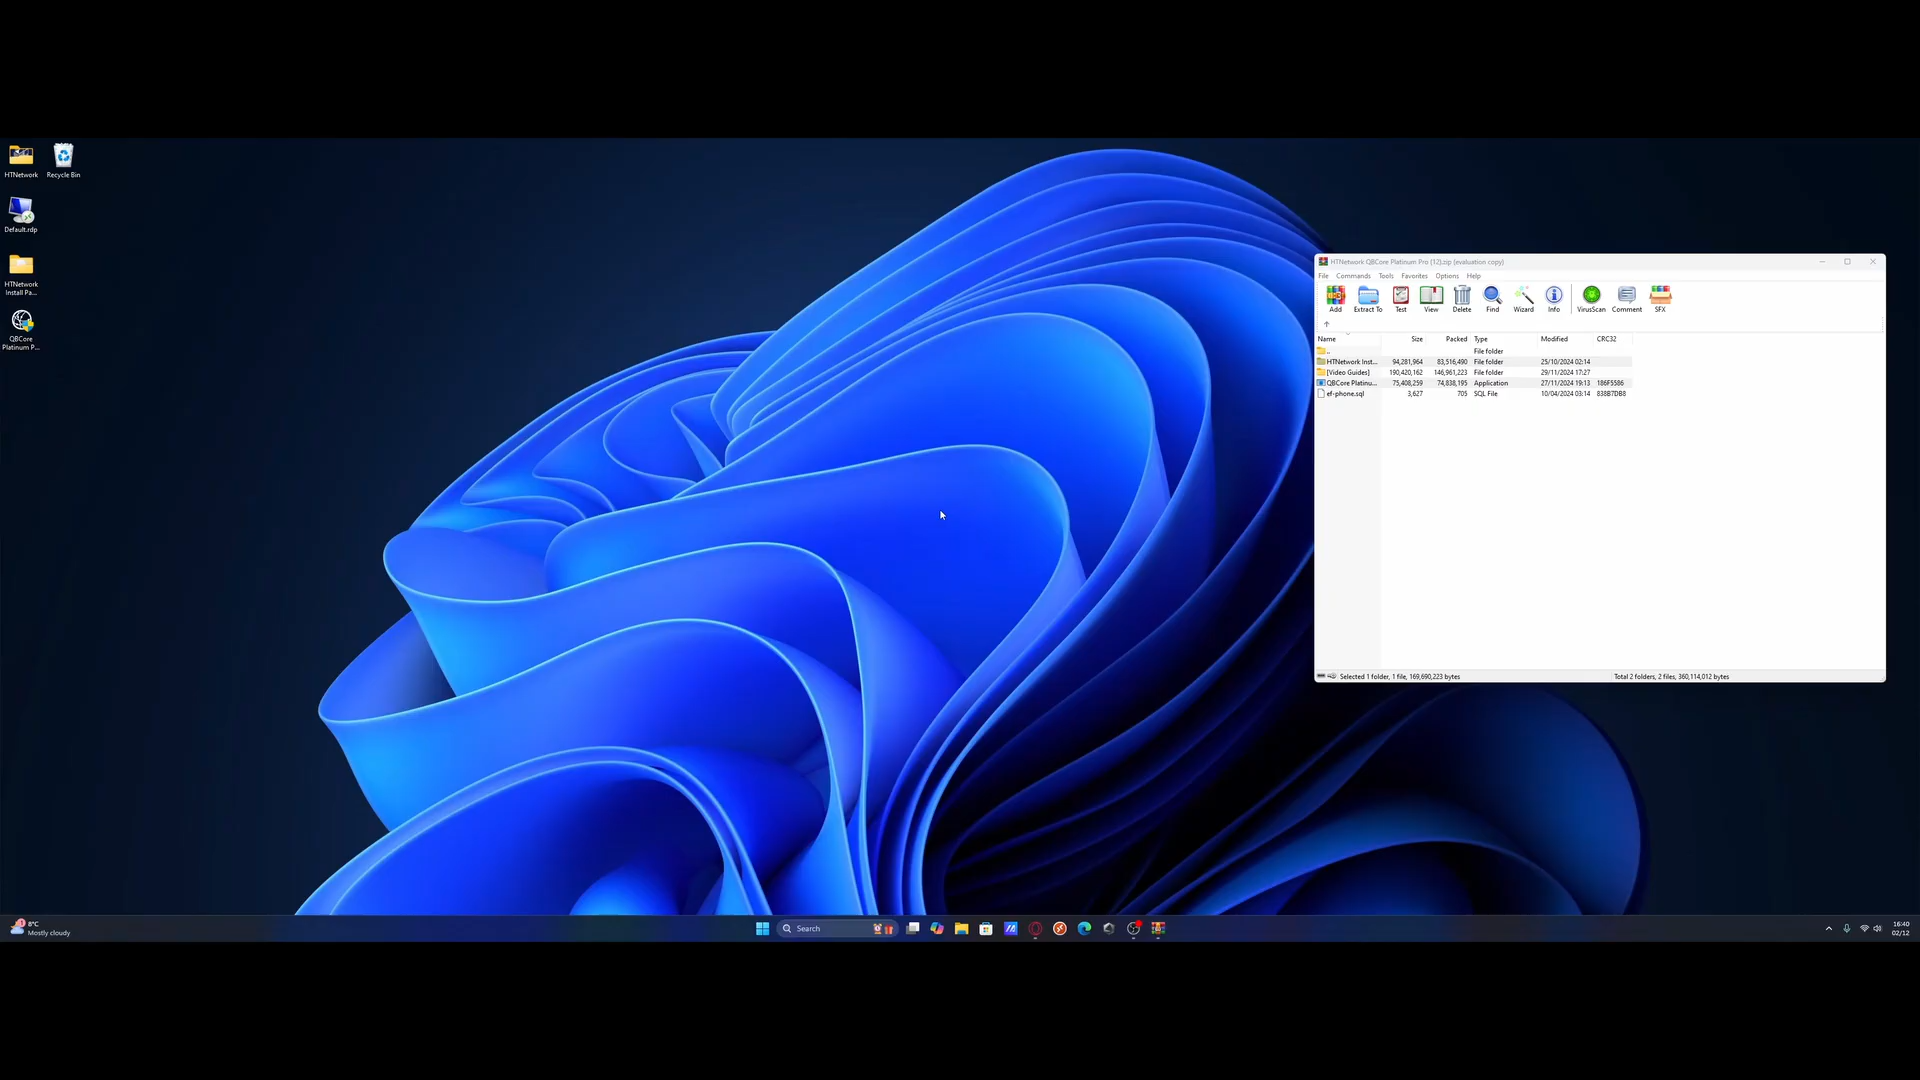 HTNetwork
Recycle Bin
Default.rdp
HTNetwork
Install Pa...
QBCore
Platinum P...
HTNetwork QBCore Platinum Pro [12].zip (evaluation copy)
File Commands Tools Favorites Options Help
Add Extract To Test View Delete Find Wizard Info VirusScan Comment SFX
Name Size Packed Type Modified CRC32
.. File folder
HTNetwork Inst... 94,281,964 83,516,490 File folder 25/10/2024 02:14
[Video Guides] 190,420,162 146,961,223 File folder 29/11/2024 17:27
QBCore Platinu... 75,408,259 74,838,195 Application 27/11/2024 19:13 186F5586
ef-phone.sql 3,627 705 SQL File 10/04/2024 03:14 838B7DB8
Selected 1 folder, 1 file, 169,690,223 bytes Total 2 folders, 2 files, 360,114,012 bytes
8°C
Mostly cloudy
Search
16:40
02/12